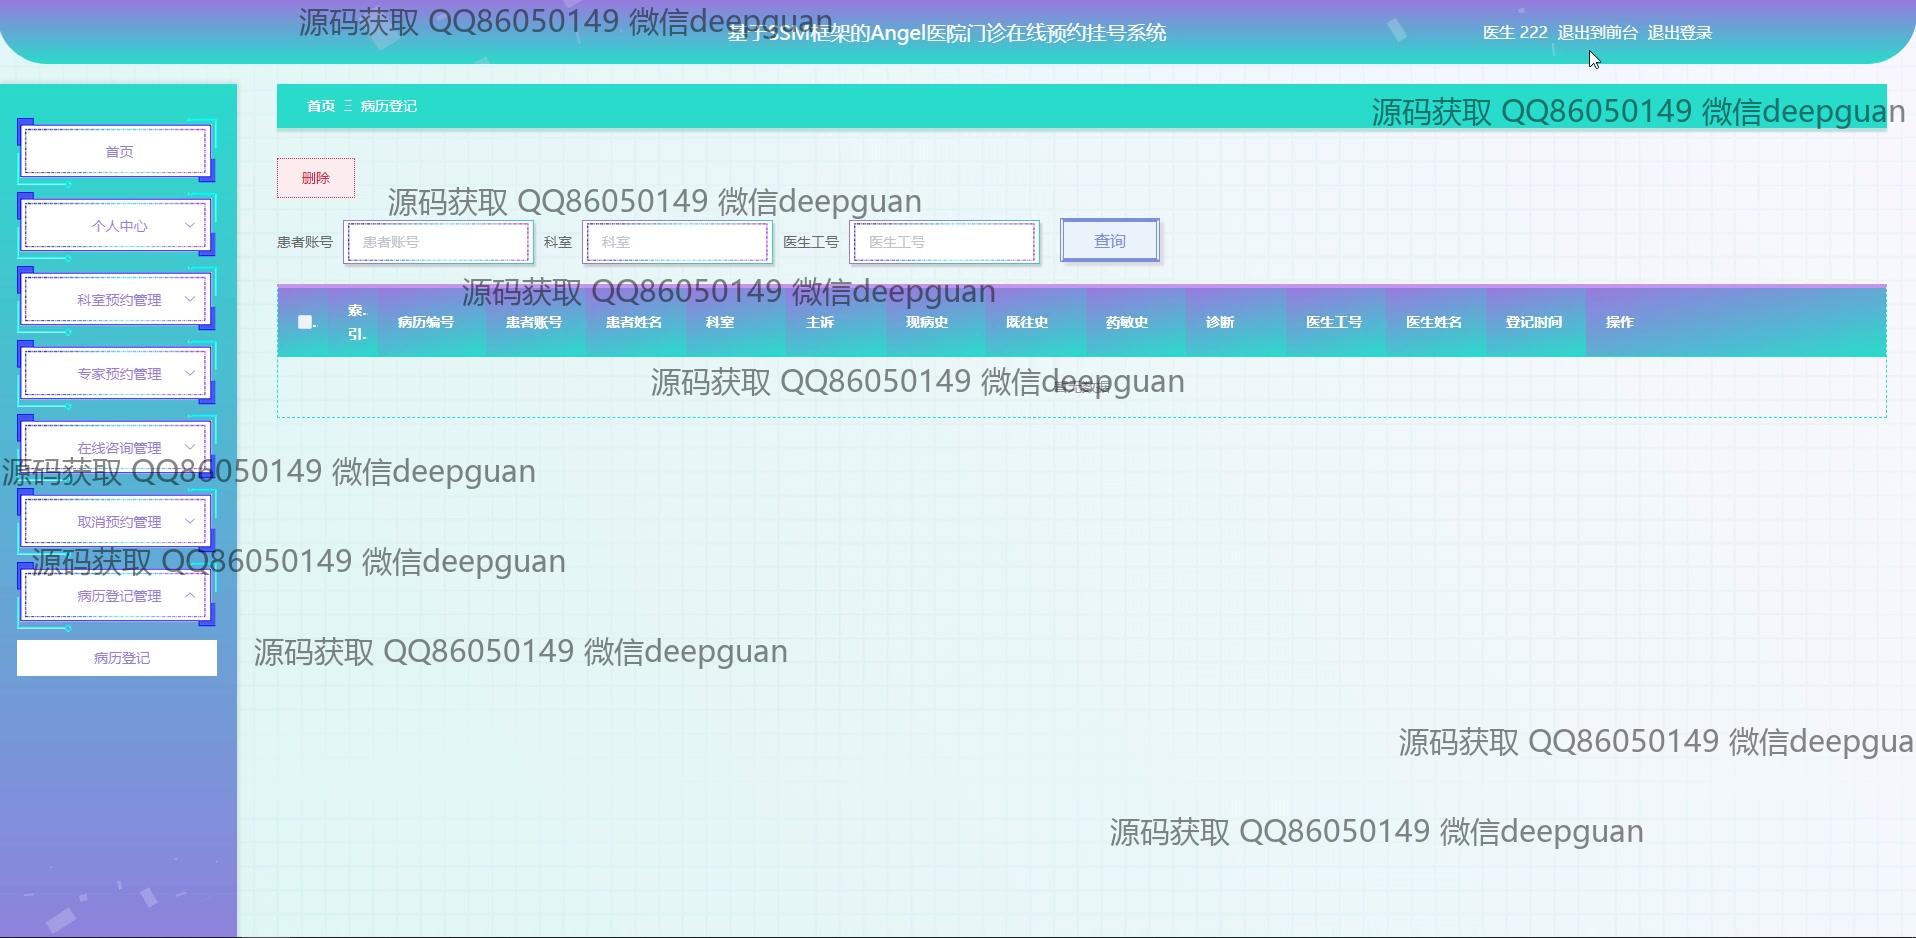 源码获取 QQ86050149 微信deepguan
基于SSM框架的Angel医院门诊在线预约挂号系统
医生 222 退出到前台 退出登录
首页 病历登记
源码获取 QQ86050149 微信deepguan
首页
删除
源码获取 QQ86050149 微信deepguan
个人中心
患者账号 患者账号 科室 科室 医生工号 医生工号 查询
源码获取 QQ86050149 微信deepguan
科室预约管理
索.
引.
病历编号 患者账号 患者姓名 科室 主诉 现病史 既往史 药敏史 诊断 医生工号 医生姓名 登记时间 操作
专家预约管理
源码获取 QQ86050149 微信deepguan
暂无数据
在线咨询管理
源码获取 QQ86050149 微信deepguan
取消预约管理
源码获取 QQ86050149 微信deepguan
病历登记管理
病历登记
源码获取 QQ86050149 微信deepguan
源码获取 QQ86050149 微信deepgua
源码获取 QQ86050149 微信deepguan